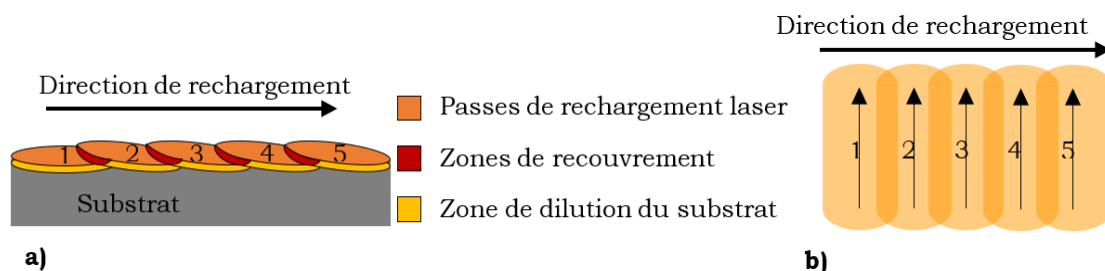 Direction de rechargement
1 2 3 4 5
Substrat
a)
Passes de rechargement laser
Zones de recouvrement
Zone de dilution du substrat
Direction de rechargement
1 2 3 4 5
b)